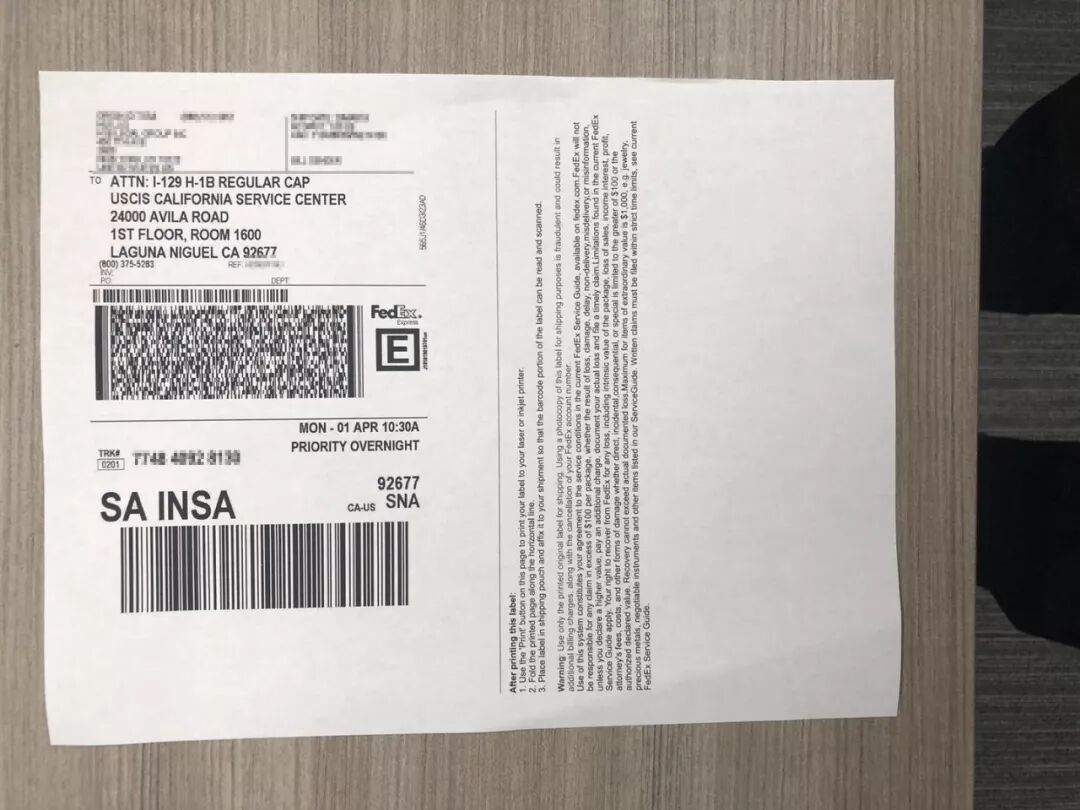 TO ATTN: I-129 H-1B REGULAR CAP
USCIS CALIFORNIA SERVICE CENTER
24000 AVILA ROAD
1ST FLOOR, ROOM 1600
LAGUNA NIGUEL CA 92677
(800) 375-5283
REF:
INV:
PO:
DEPT:
FedEx.
Express
E
MON - 01 APR 10:30A
PRIORITY OVERNIGHT
TRK#
0201
SA INSA
92677
CA-US SNA
After printing this label:
1. Use the 'Print' button on this page to print your label to your laser or inkjet printer.
2. Fold the printed page along the horizontal line.
3. Place label in shipping pouch and affix it to your shipment so that the barcode portion of the label can be read and scanned.
Warning: Use only the printed original label for shipping. Using a photocopy of this label for shipping purposes is fraudulent and could result in
additional billing charges, along with the cancellation of your FedEx account number.
Use of this system constitutes your agreement to the service conditions in the current FedEx Service Guide, available on fedex.com.FedEx will not
be responsible for any claim in excess of $100 per package, whether the result of loss, damage, delay, non-delivery,misdelivery,or misinformation,
unless you declare a higher value, pay an additional charge, document your actual loss and file a timely claim.Limitations found in the current FedEx
Service Guide apply. Your right to recover from FedEx for any loss, including intrinsic value of the package, loss of sales, income interest, profit,
attorney's fees, costs, and other forms of damage whether direct, incidental,consequential, or special is limited to the greater of $100 or the
authorized declared value. Recovery cannot exceed actual documented loss.Maximum for items of extraordinary value is $1,000, e.g. jewelry,
precious metals, negotiable instruments and other items listed in our ServiceGuide. Written claims must be filed within strict time limits, see current
FedEx Service Guide.